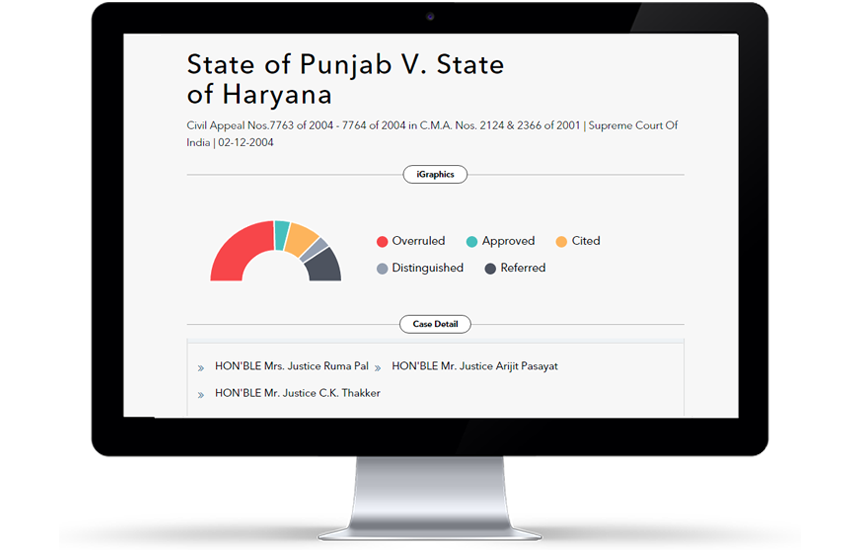 State of Punjab V. State
of Haryana
Civil Appeal Nos.7763 of 2004 - 7764 of 2004 in C.M.A. Nos. 2124 & 2366 of 2001 | Supreme Court Of
India | 02-12-2004
iGraphics
Overruled Approved Cited
Distinguished Referred
Case Detail
HON'BLE Mrs. Justice Ruma Pal HON'BLE Mr. Justice Arijit Pasayat
HON'BLE Mr. Justice C.K. Thakker